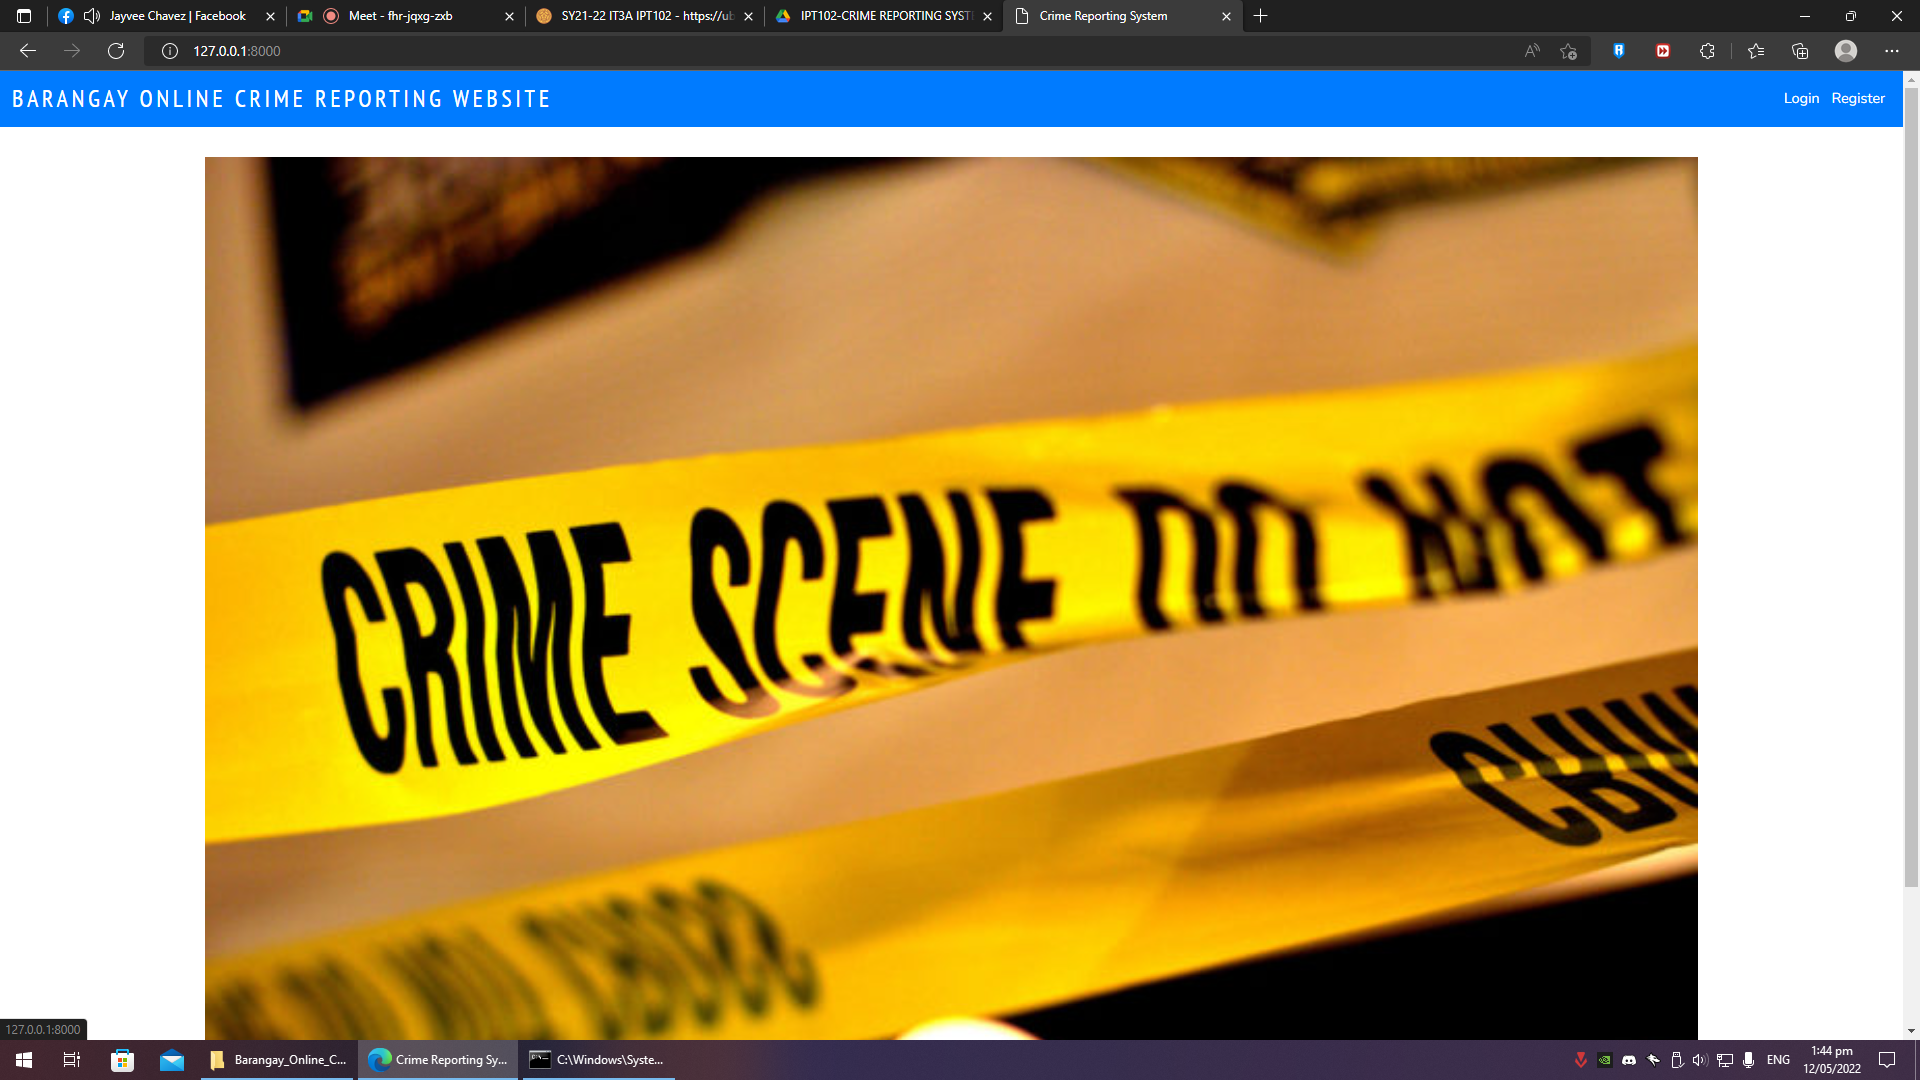 Jayvee Chavez | Facebook
Meet - fhr-jqxg-zxb
SY21-22 IT3A IPT102 - https://ub
IPT102-CRIME REPORTING SYST
Crime Reporting System
127.0.0.1:8000
BARANGAY ONLINE CRIME REPORTING WEBSITE
Login Register
CRIME SCENE DO NOT
127.0.0.1:8000
Barangay_Online_C...
Crime Reporting Sy...
C:\Windows\Syste...
ENG
1:44 pm
12/05/2022